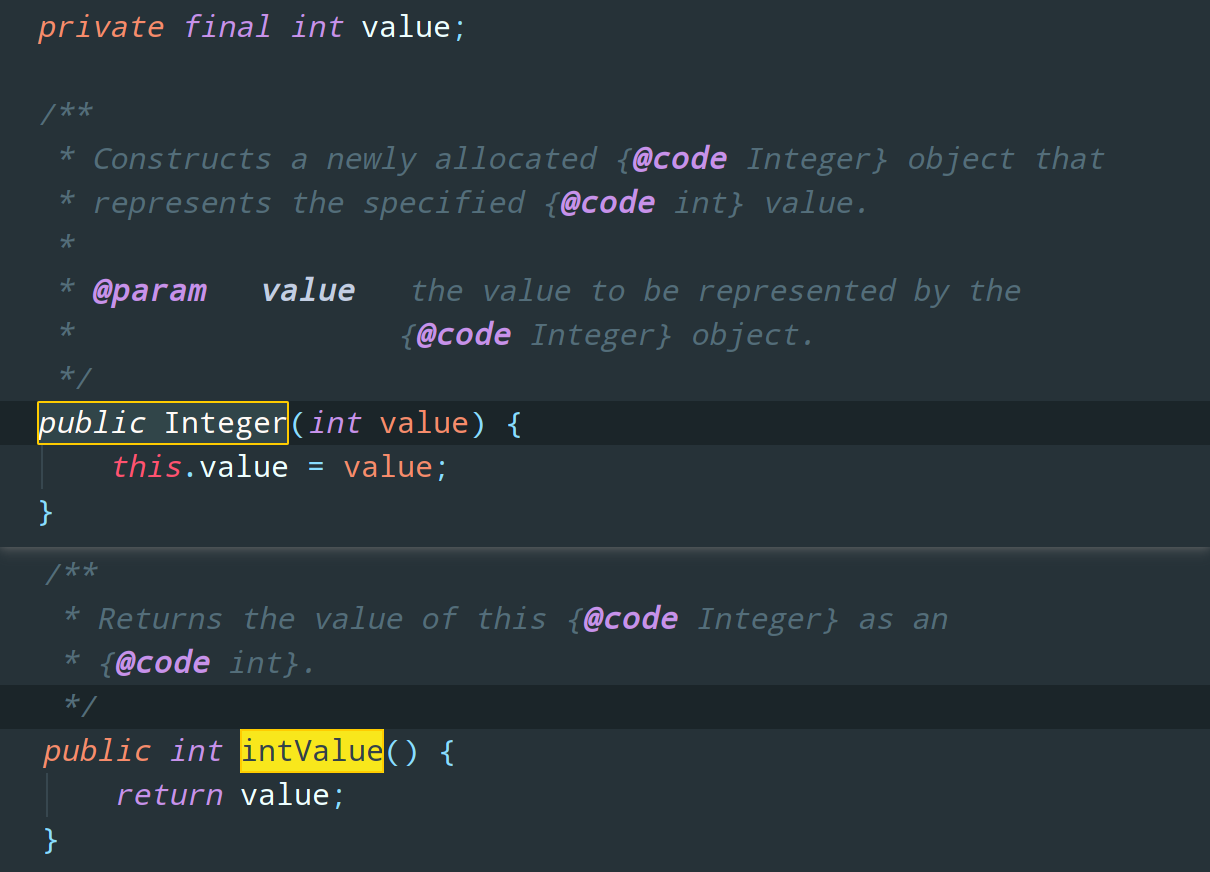 private final int value;
/**
* Constructs a newly allocated {@code Integer} object that
* represents the specified {@code int} value.
*
* @param value the value to be represented by the
* {@code Integer} object.
*/
public Integer(int value) {
this.value = value;
}
/**
* Returns the value of this {@code Integer} as an
* {@code int}.
*/
public int intValue() {
return value;
}